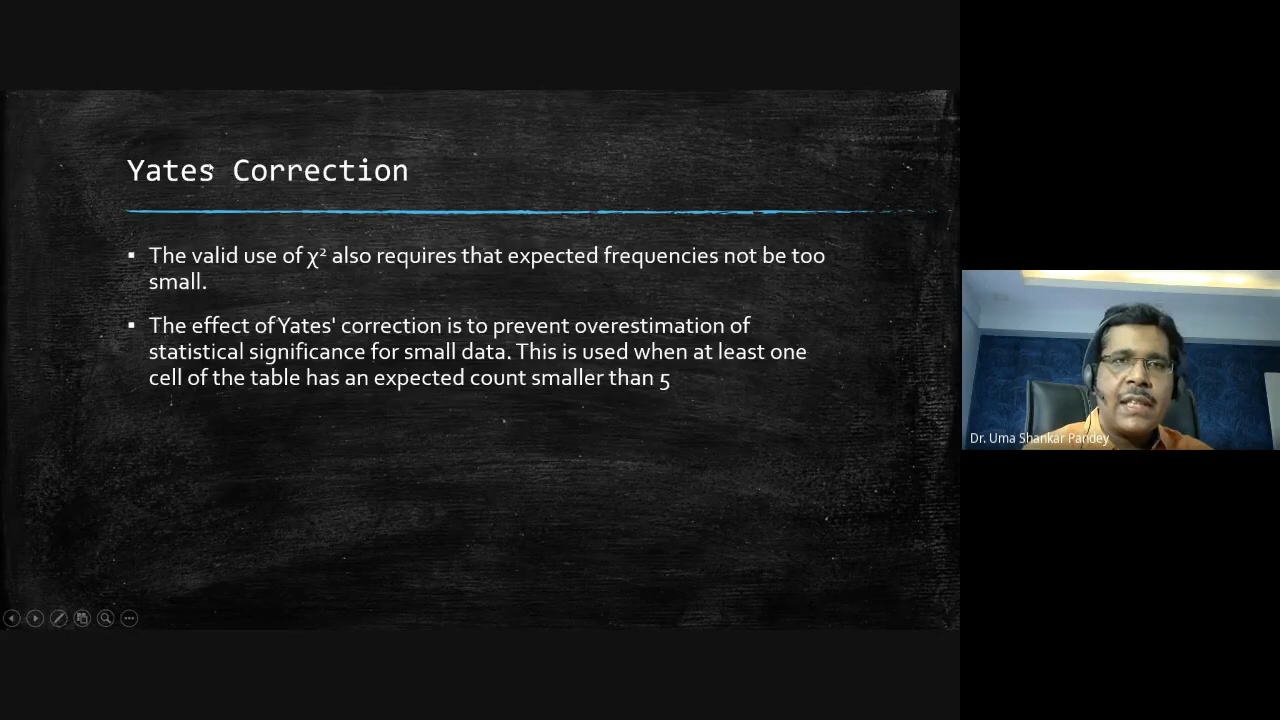 Yates Correction
▪ The valid use of χ² also requires that expected frequencies not be too
small.
▪ The effect of Yates' correction is to prevent overestimation of
statistical significance for small data. This is used when at least one
cell of the table has an expected count smaller than 5
Dr. Uma Shankar Pandey